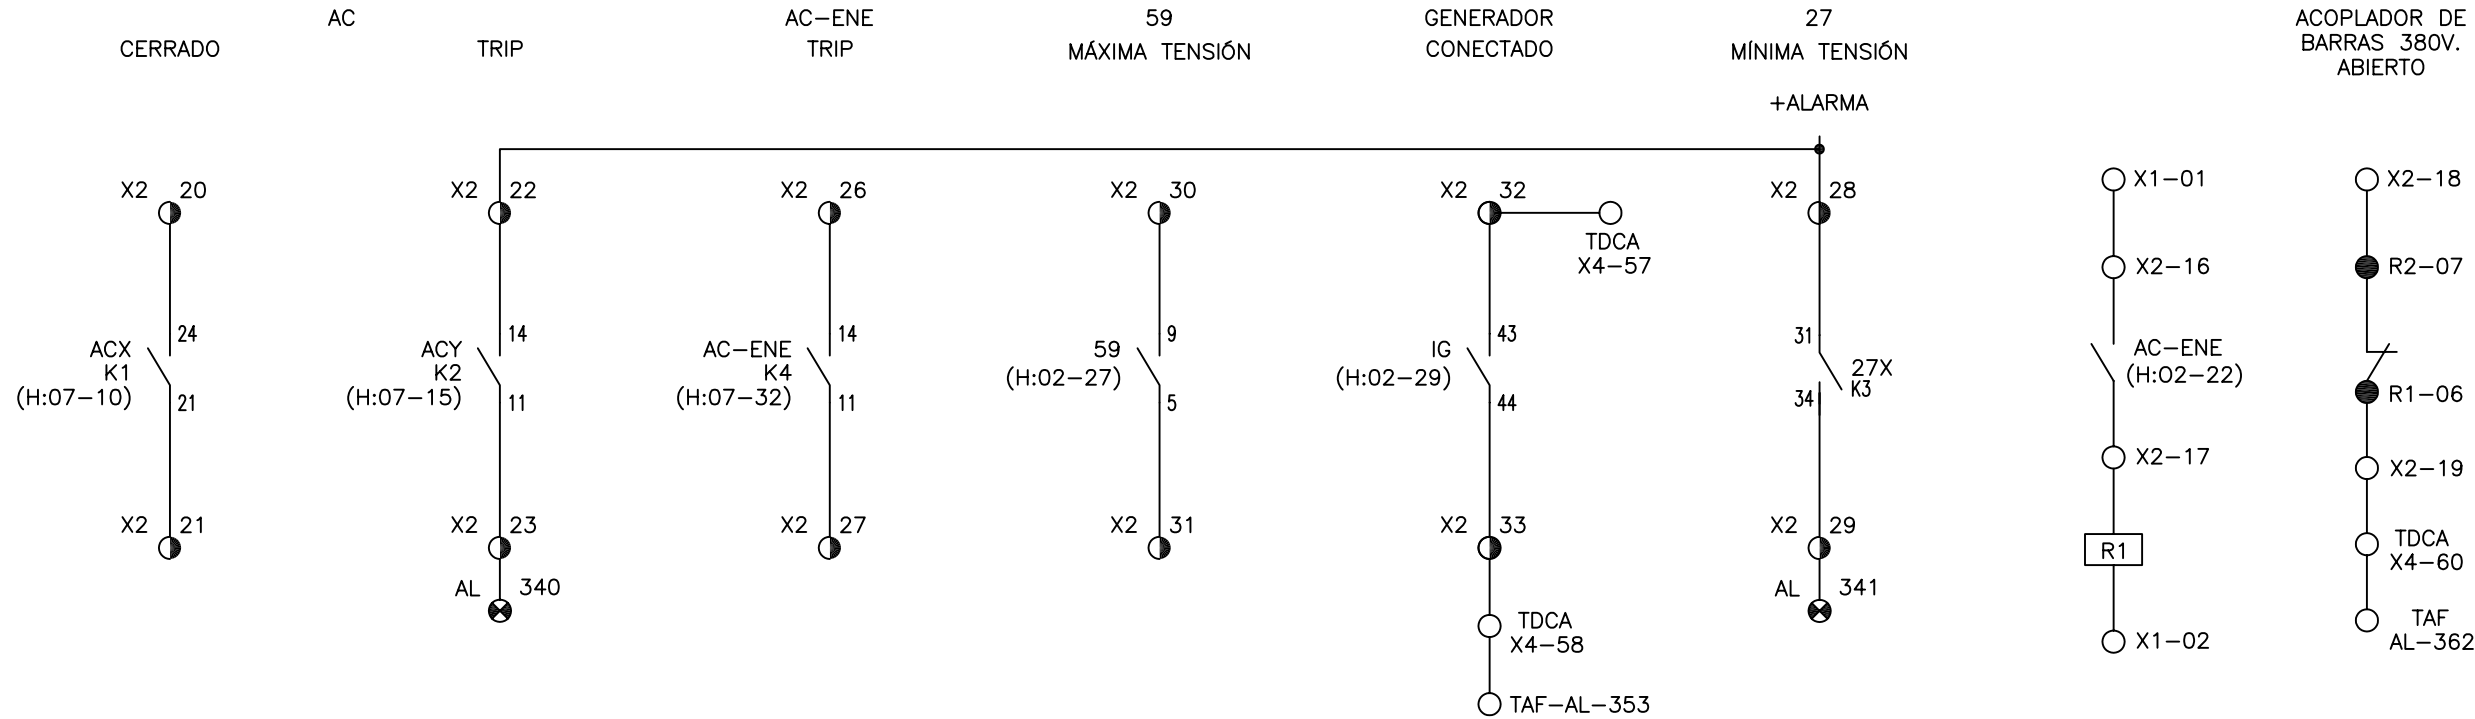 AC
CERRADO
TRIP
AC-ENE
TRIP
59
MÁXIMA TENSIÓN
GENERADOR
CONECTADO
27
MÍNIMA TENSIÓN
+ALARMA
ACOPLADOR DE
BARRAS 380V.
ABIERTO
X2 20
24
ACX
K1
(H:07-10)
21
X2 21
X2 22
14
ACY
K2
(H:07-15)
11
X2 23
AL 340
X2 26
14
AC-ENE
K4
(H:07-32)
11
X2 27
X2 30
9
59
(H:02-27)
5
X2 31
X2 32
TDCA
X4-57
43
IG
(H:02-29)
44
X2 33
TDCA
X4-58
TAF-AL-353
X2 28
31
27X
K3
34
X2 29
AL 341
X1-01
X2-16
AC-ENE
(H:02-22)
X2-17
R1
X1-02
X2-18
R2-07
R1-06
X2-19
TDCA
X4-60
TAF
AL-362